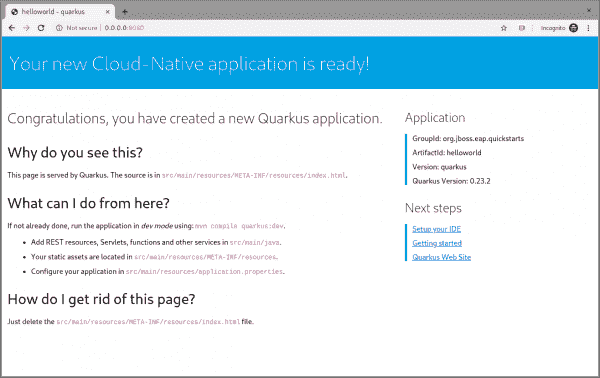 helloworld - quarkus
Not secure | 0.0.0.0:8080
Incognito
Your new Cloud-Native application is ready!
Congratulations, you have created a new Quarkus application.
Why do you see this?
This page is served by Quarkus. The source is in src/main/resources/META-INF/resources/index.html.
What can I do from here?
If not already done, run the application in dev mode using: mvn compile quarkus:dev.
• Add REST resources, Servlets, functions and other services in src/main/java.
• Your static assets are located in src/main/resources/META-INF/resources.
• Configure your application in src/main/resources/application.properties.
How do I get rid of this page?
Just delete the src/main/resources/META-INF/resources/index.html file.
Application
GroupId: org.jboss.eap.quickstarts
ArtifactId: helloworld
Version: quarkus
Quarkus Version: 0.23.2
Next steps
Setup your IDE
Getting started
Quarkus Web Site